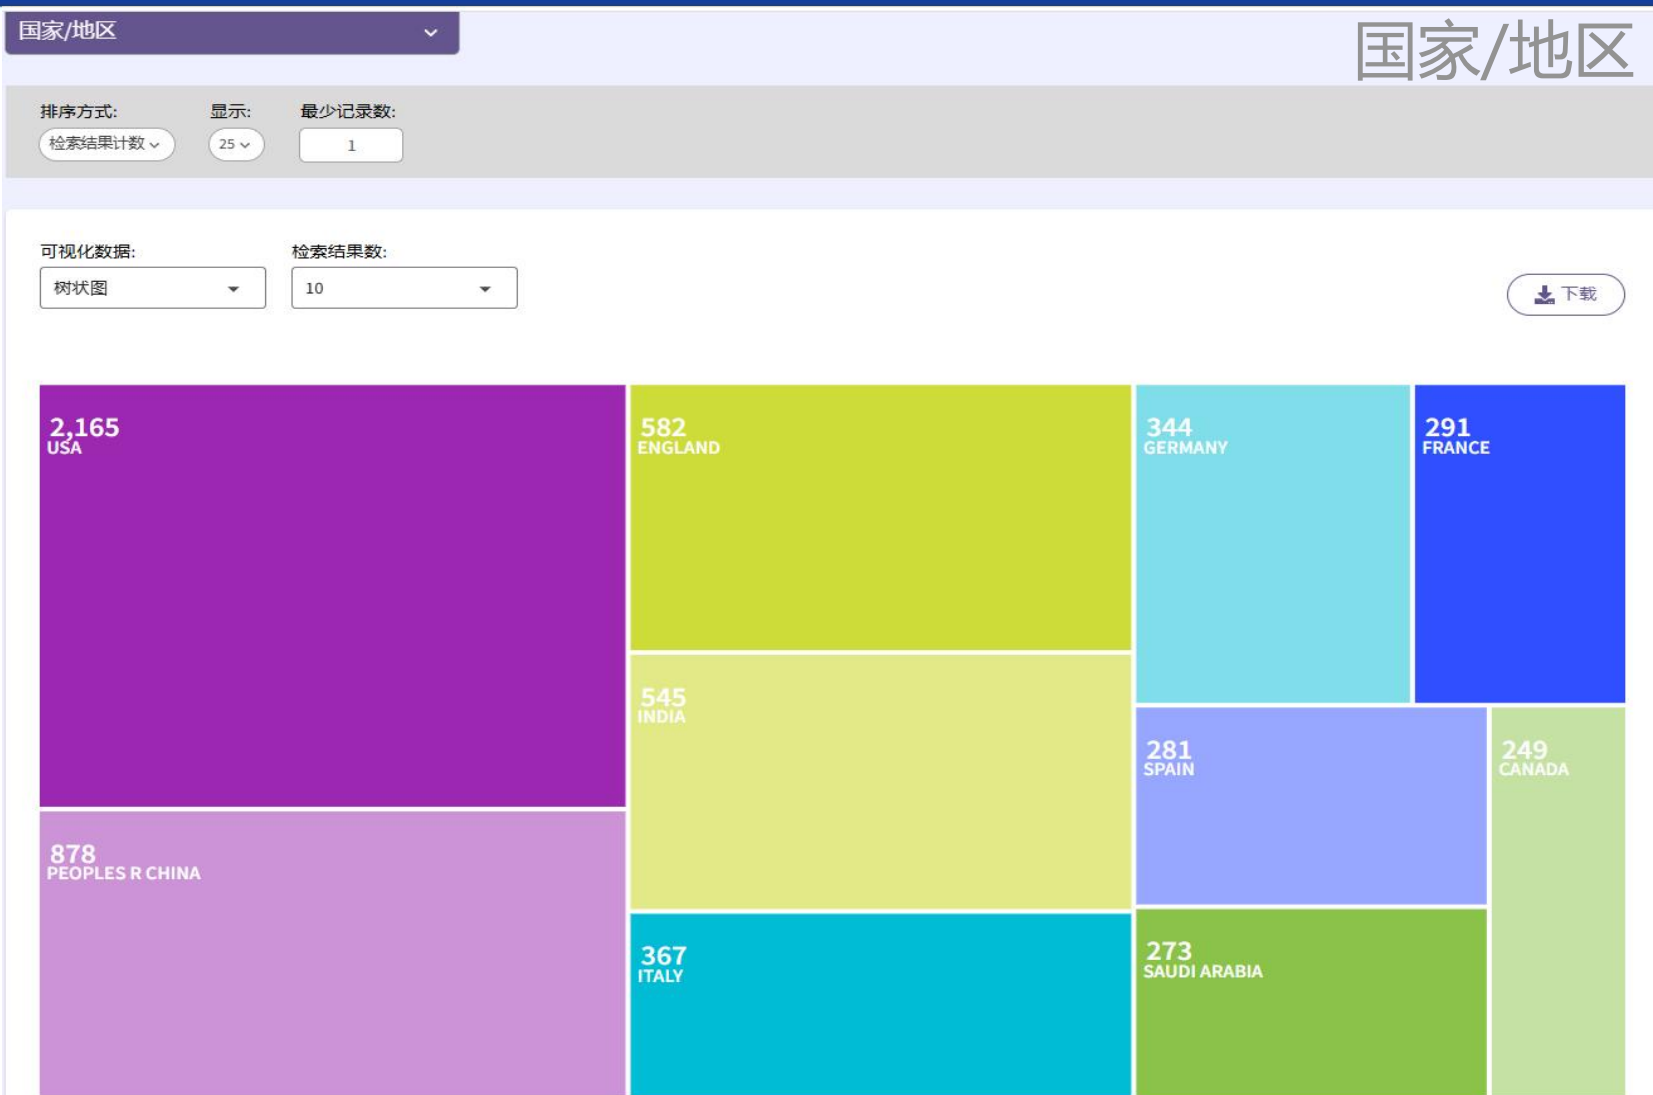 国家/地区
国家/地区
排序方式: 显示: 最少记录数:
检索结果计数 25 1
可视化数据: 检索结果数:
树状图 10
下载
2,165
USA
878
PEOPLES R CHINA
582
ENGLAND
545
INDIA
367
ITALY
344
GERMANY
291
FRANCE
281
SPAIN
249
CANADA
273
SAUDI ARABIA